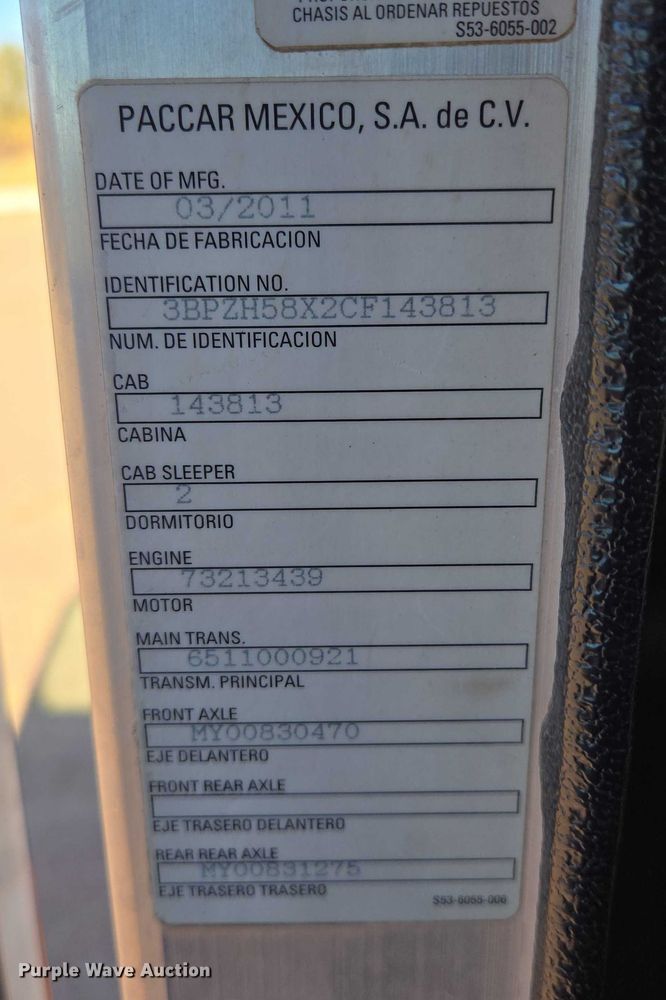 CHASIS AL ORDENAR REPUESTOS
S53-6055-002
PACCAR MEXICO, S.A. de C.V.
DATE OF MFG.
03/2011
FECHA DE FABRICACION
IDENTIFICATION NO.
3BPZH58X2CF143813
NUM. DE IDENTIFICACION
CAB
143813
CABINA
CAB SLEEPER
2
DORMITORIO
ENGINE
73213439
MOTOR
MAIN TRANS.
6511000921
TRANSM. PRINCIPAL
FRONT AXLE
MY00830470
EJE DELANTERO
FRONT REAR AXLE
EJE TRASERO DELANTERO
REAR REAR AXLE
MY00831275
EJE TRASERO TRASERO
S53-6055-006
Purple Wave Auction